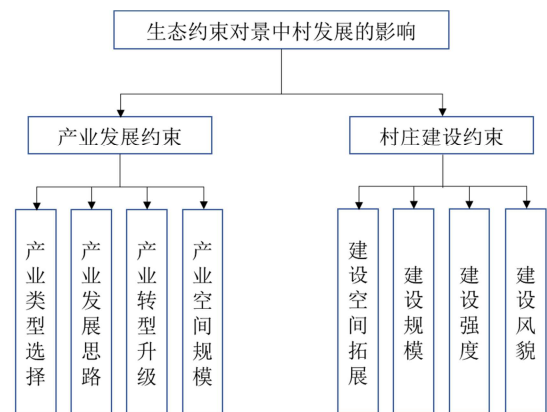 生态约束对景中村发展的影响
产业发展约束
村庄建设约束
产业类型选择
产业发展思路
产业转型升级
产业空间规模
建设空间拓展
建设规模
建设强度
建设风貌